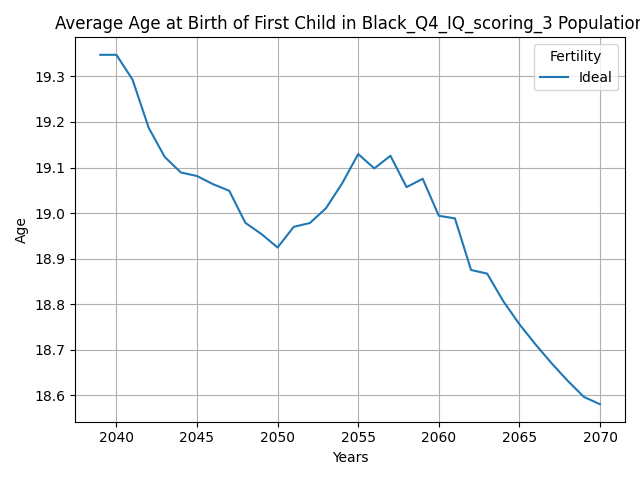 Average Age at Birth of First Child in Black_Q4_IQ_scoring_3 Population
Fertility
Ideal
19.3
19.2
19.1
19.0
18.9
18.8
18.7
18.6
Age
2040 2045 2050 2055 2060 2065 2070
Years